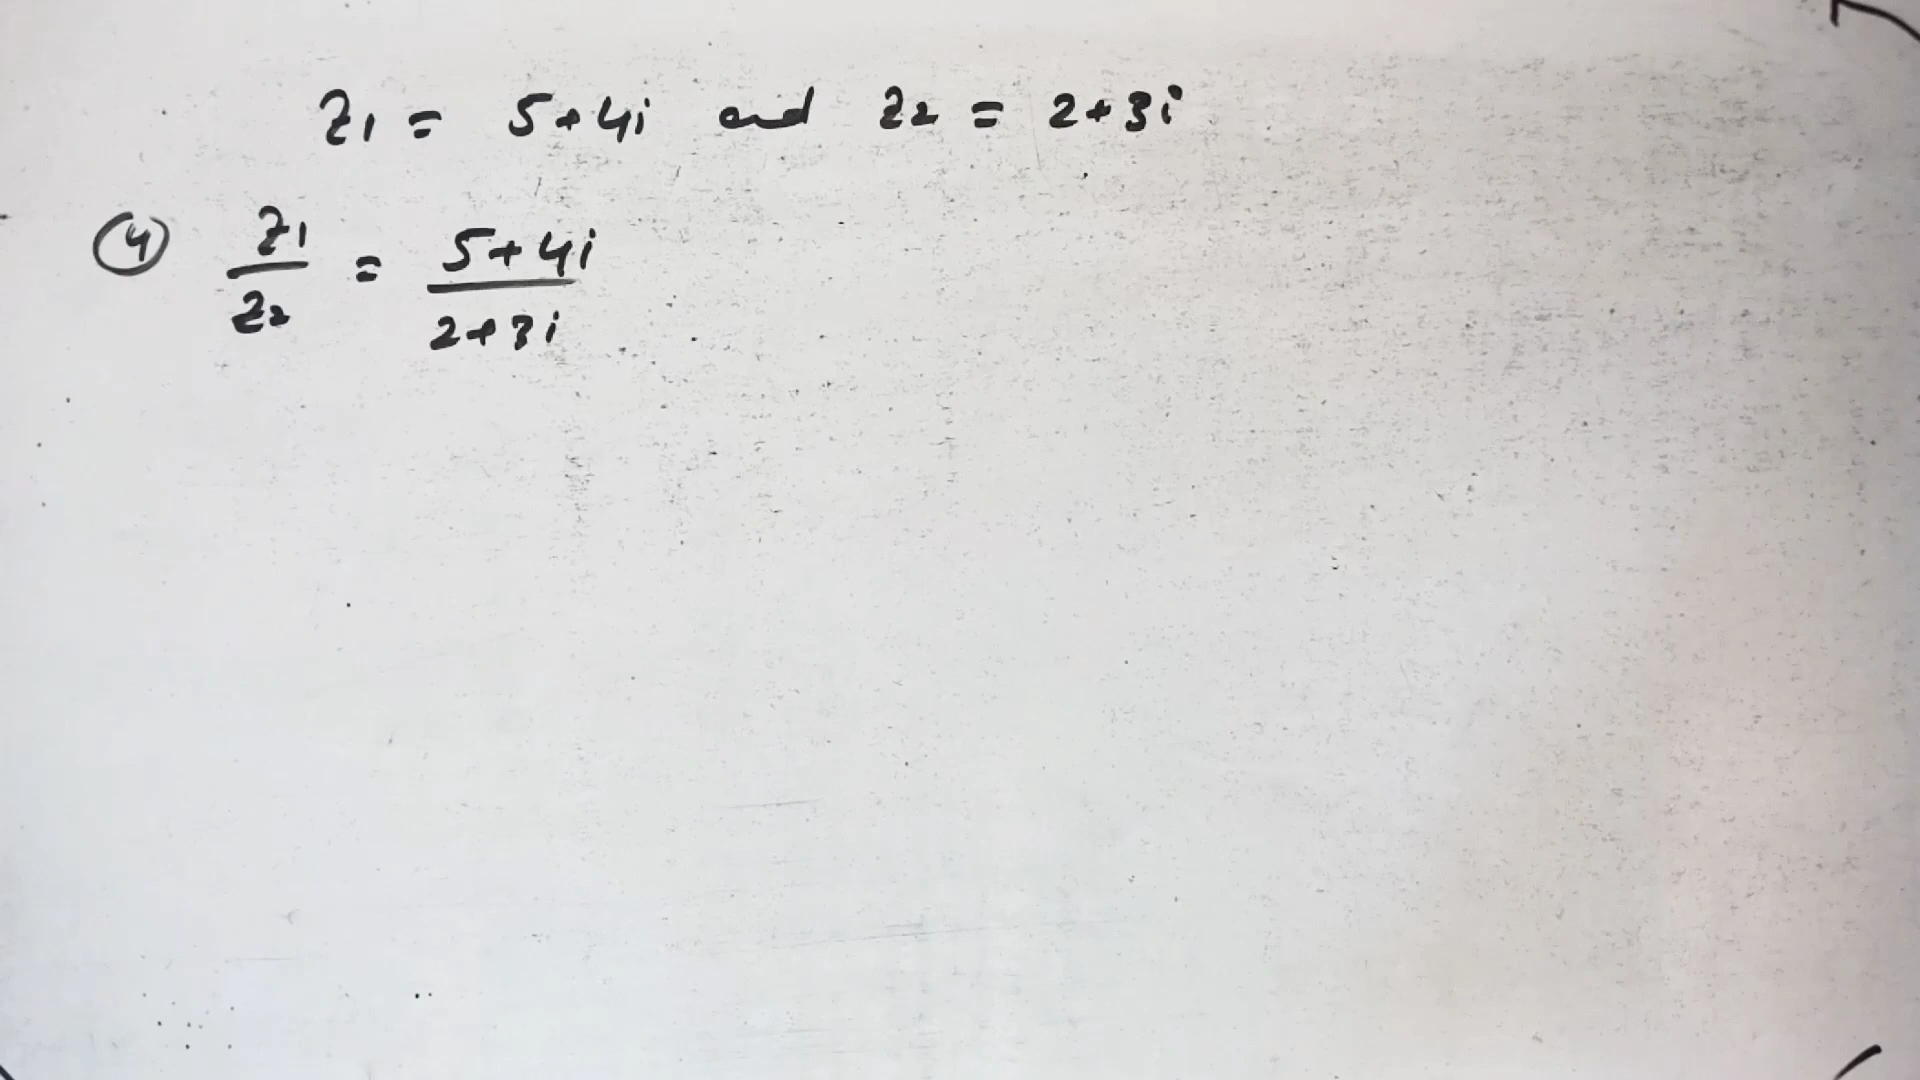 z1 = 5+4i and z2 = 2+3i
④ z1/z2 = 5+4i/2+3i